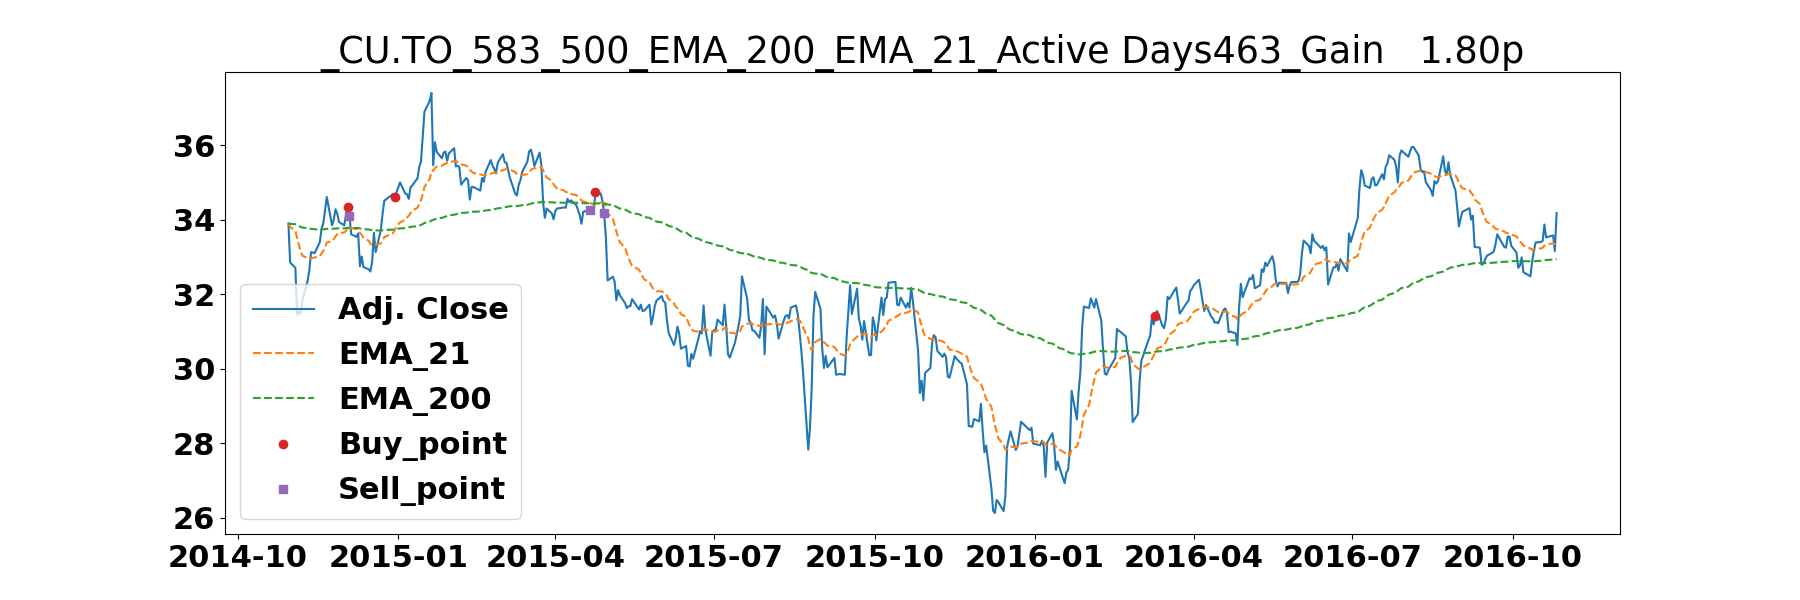 _CU.TO_583_500_EMA_200_EMA_21_Active Days463_Gain   1.80p
36
34
32
30
28
26
Adj. Close
EMA_21
EMA_200
Buy_point
Sell_point
2014-10 2015-01 2015-04 2015-07 2015-10 2016-01 2016-04 2016-07 2016-10